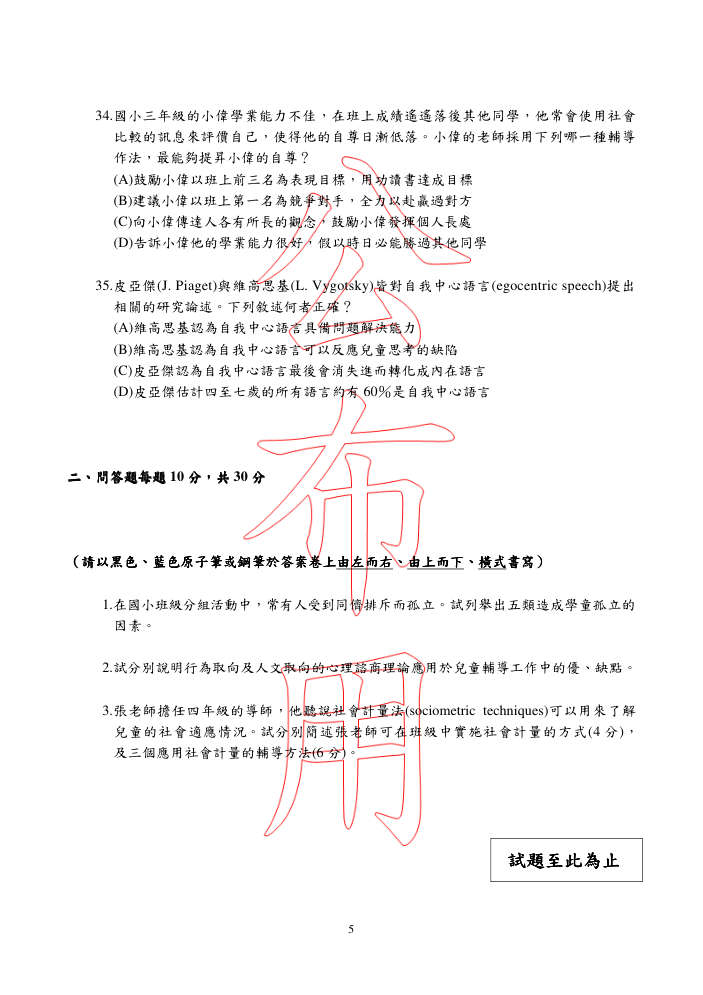 34.國小三年級的小偉學業能力不佳，在班上成績遙遙落後其他同學，他常會使用社會
比較的訊息來評價自己，使得他的自尊日漸低落。小偉的老師採用下列哪一種輔導
作法，最能夠提昇小偉的自尊？
(A)鼓勵小偉以班上前三名為表現目標，用功讀書達成目標
(B)建議小偉以班上第一名為競爭對手，全力以赴贏過對方
(C)向小偉傳達人各有所長的觀念，鼓勵小偉發揮個人長處
(D)告訴小偉他的學業能力很好，假以時日必能勝過其他同學
35.皮亞傑(J. Piaget)與維高思基(L. Vygotsky)皆對自我中心語言(egocentric speech)提出
相關的研究論述。下列敘述何者正確？
(A)維高思基認為自我中心語言具備問題解決能力
(B)維高思基認為自我中心語言可以反應兒童思考的缺陷
(C)皮亞傑認為自我中心語言最後會消失進而轉化成內在語言
(D)皮亞傑估計四至七歲的所有語言約有 60%是自我中心語言
二、問答題每題 10 分，共 30 分
（請以黑色、藍色原子筆或鋼筆於答案卷上由左而右、由上而下、橫式書寫）
1.在國小班級分組活動中，常有人受到同儕排斥而孤立。試列舉出五類造成學童孤立的
因素。
2.試分別說明行為取向及人文取向的心理諮商理論應用於兒童輔導工作中的優、缺點。
3.張老師擔任四年級的導師，他聽說社會計量法(sociometric techniques)可以用來了解
兒童的社會適應情況。試分別簡述張老師可在班級中實施社會計量的方式(4 分)，
及三個應用社會計量的輔導方法(6 分)。
試題至此為止
5
公布用